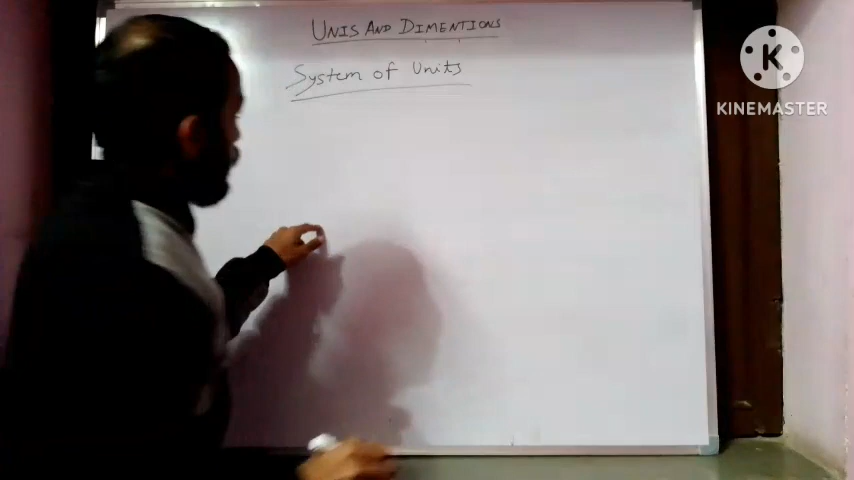 UNIS AND DIMENTIONS
System of Units
K
KINEMASTER